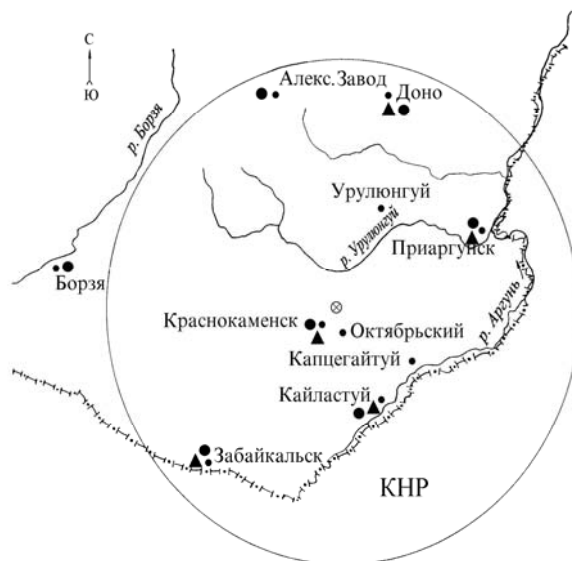 С
Ю
Алекс.Завод
Доно
р. Борзя
Урулюнгуй
р. Урулюнгуй
Приаргунск
Борзя
р. Аргунь
Краснокаменск
Октябрьский
Капцегайтуй
Кайластуй
Забайкальск
КНР